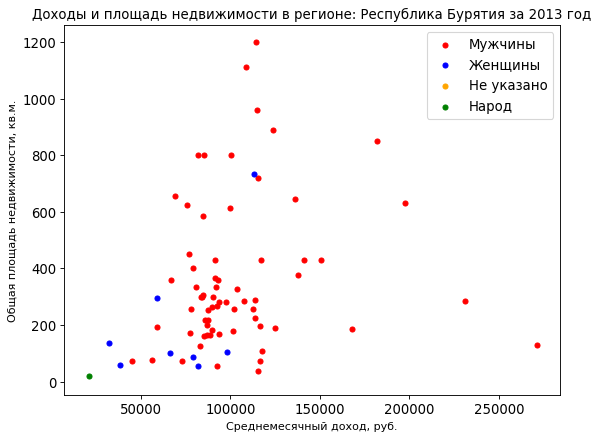 Доходы и площадь недвижимости в регионе: Республика Бурятия за 2013 год
Мужчины
Женщины
Не указано
Народ
1200
1000
800
600
400
200
0
Общая площадь недвижимости, кв.м.
50000 100000 150000 200000 250000
Среднемесячный доход, руб.